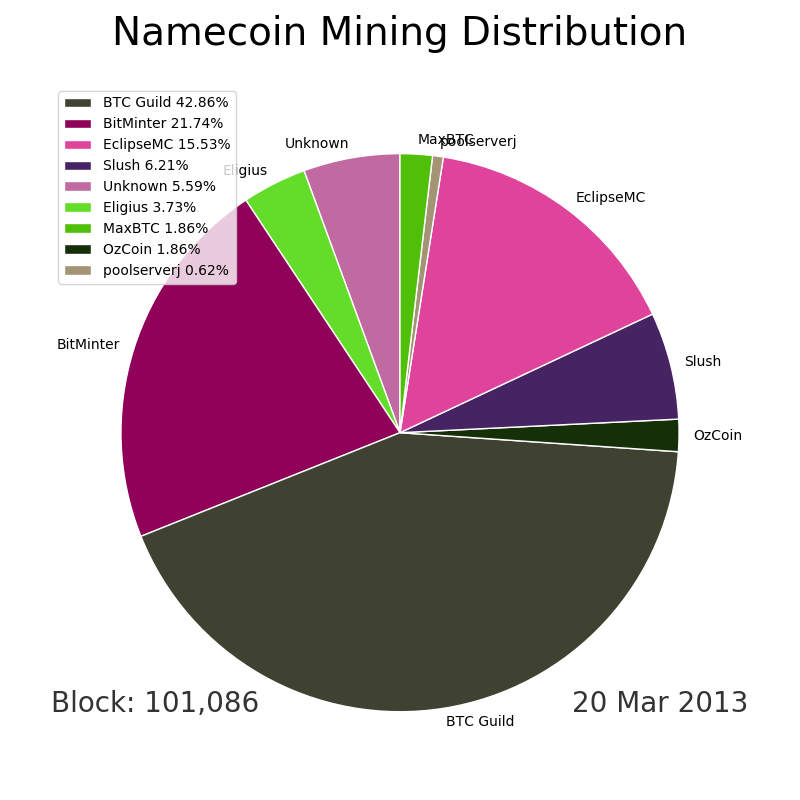 Namecoin Mining Distribution
BTC Guild 42.86%
BitMinter 21.74%
EclipseMC 15.53%
Slush 6.21%
Unknown 5.59%
Eligius 3.73%
MaxBTC 1.86%
OzCoin 1.86%
poolserverj 0.62%
MaxBTC
poolserverj
Unknown
Eligius
EclipseMC
BitMinter
Slush
OzCoin
BTC Guild
Block: 101,086
20 Mar 2013